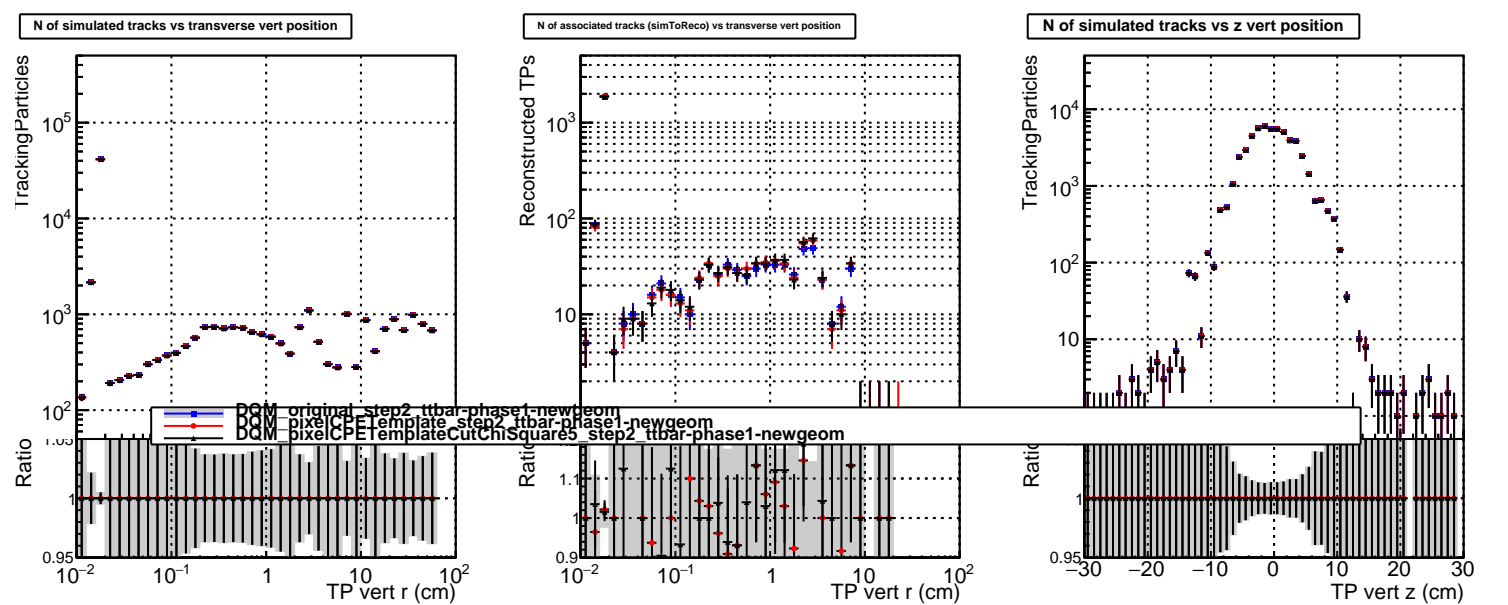 N of simulated tracks vs transverse vert position
TrackingParticles
10^5
10^4
10^3
10^2
Ratio
1.05
1
0.95
10^−2 10^−1 1 10 10^2
TP vert r (cm)
N of associated tracks (simToReco) vs transverse vert position
Reconstructed TPs
10^3
10^2
10
Ratio
1.1
1
0.9
10^−2 10^−1 1 10 10^2
TP vert r (cm)
N of simulated tracks vs z vert position
TrackingParticles
10^4
10^3
10^2
10
Ratio
1
0.95
−30 −20 −10 0 10 20 30
TP vert z (cm)
DQM_original_step2_ttbar-phase1-newgeom
DQM_pixelCPETemplate_step2_ttbar-phase1-newgeom
DQM_pixelCPETemplateCutChiSquare5_step2_ttbar-phase1-newgeom